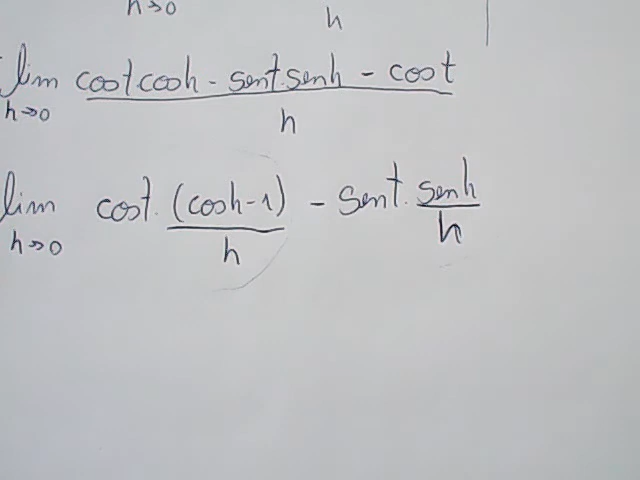 h→0 h
lim cost cosh - sent.senh - cost
h→0 h
lim cost. (cosh-1) - sent. senh
h→0 h h